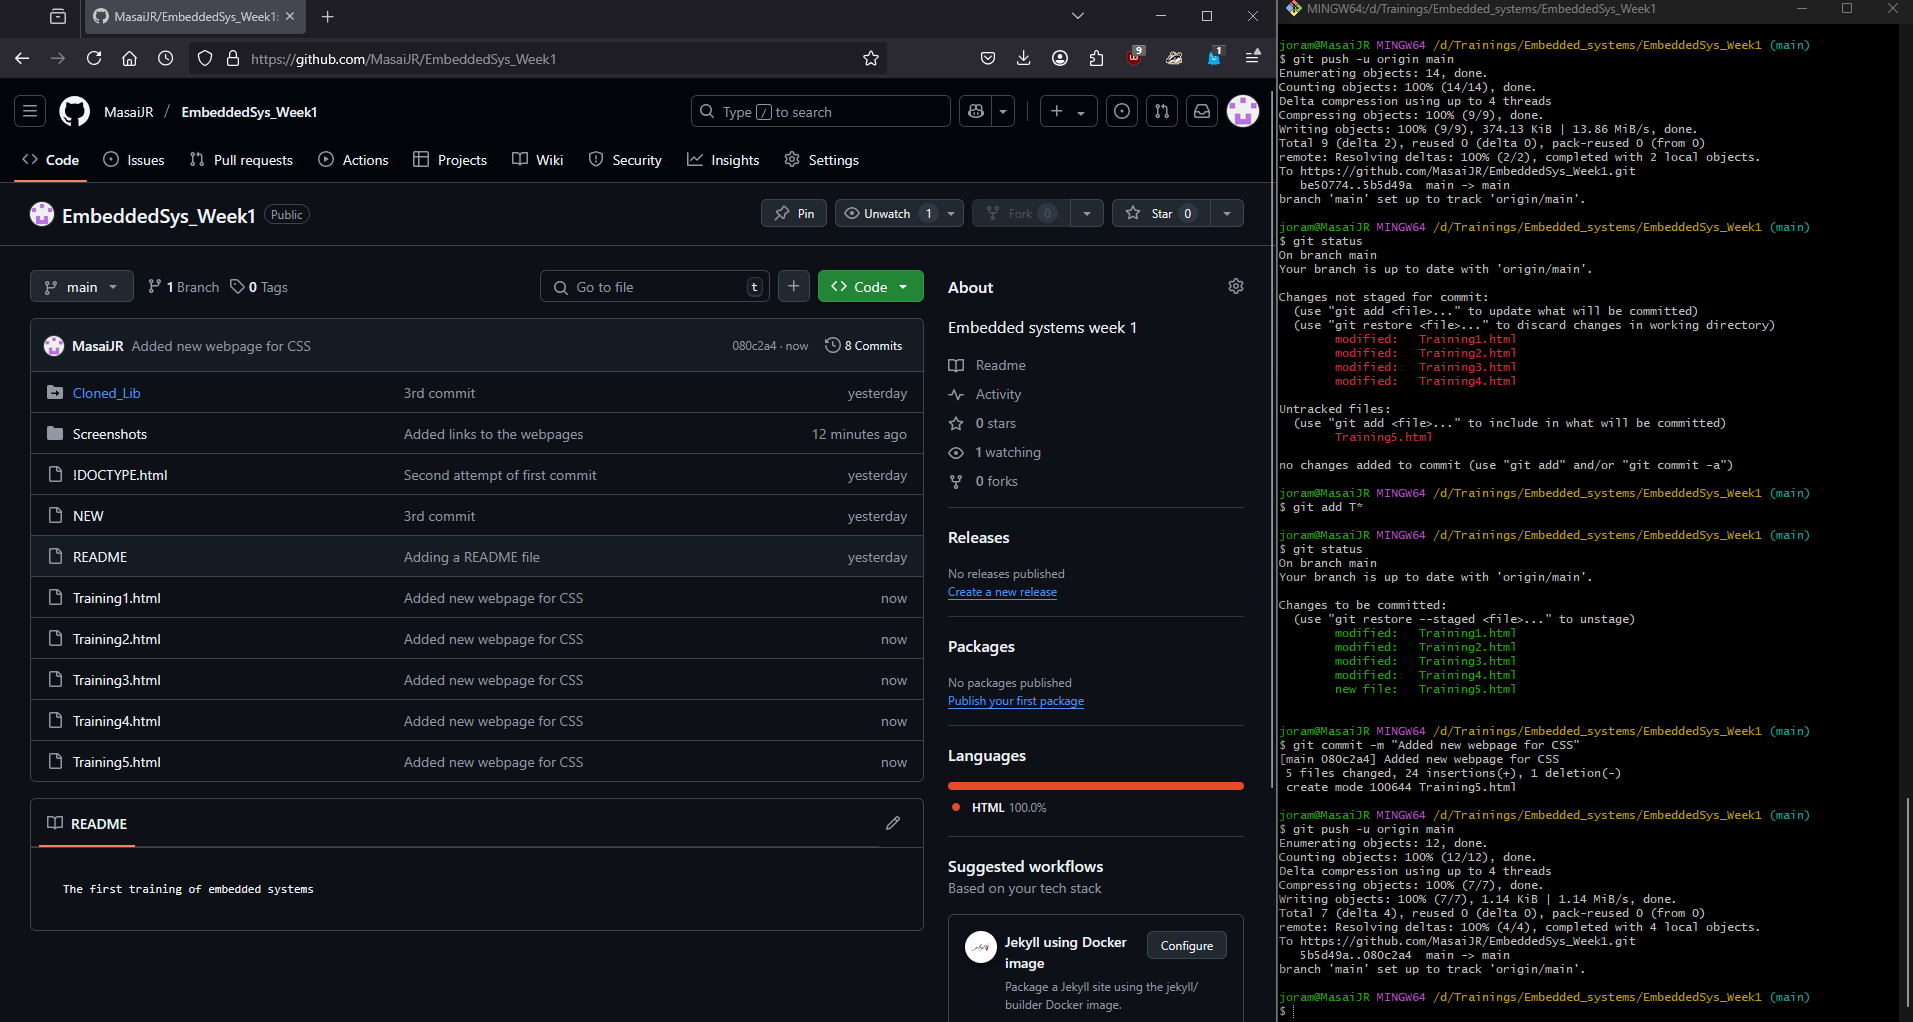 MasaiJR/EmbeddedSys_Week1:
https://github.com/MasaiJR/EmbeddedSys_Week1
9
1
MasaiJR / EmbeddedSys_Week1
Type / to search
Code
Issues
Pull requests
Actions
Projects
Wiki
Security
Insights
Settings
EmbeddedSys_Week1 Public
Pin
Unwatch 1
Fork 0
Star 0
main
1 Branch
0 Tags
Go to file t
Code
MasaiJR Added new webpage for CSS 080c2a4 · now 8 Commits
Cloned_Lib 3rd commit yesterday
Screenshots Added links to the webpages 12 minutes ago
!DOCTYPE.html Second attempt of first commit yesterday
NEW 3rd commit yesterday
README Adding a README file yesterday
Training1.html Added new webpage for CSS now
Training2.html Added new webpage for CSS now
Training3.html Added new webpage for CSS now
Training4.html Added new webpage for CSS now
Training5.html Added new webpage for CSS now
README
The first training of embedded systems
About
Embedded systems week 1
Readme
Activity
0 stars
1 watching
0 forks
Releases
No releases published
Create a new release
Packages
No packages published
Publish your first package
Languages
HTML 100.0%
Suggested workflows
Based on your tech stack
Jekyll using Docker image
Configure
Package a Jekyll site using the jekyll/
builder Docker image.
MINGW64:/d/Trainings/Embedded_systems/EmbeddedSys_Week1
joram@MasaiJR MINGW64 /d/Trainings/Embedded_systems/EmbeddedSys_Week1 (main)
$ git push -u origin main
Enumerating objects: 14, done.
Counting objects: 100% (14/14), done.
Delta compression using up to 4 threads
Compressing objects: 100% (9/9), done.
Writing objects: 100% (9/9), 374.13 KiB | 13.86 MiB/s, done.
Total 9 (delta 2), reused 0 (delta 0), pack-reused 0 (from 0)
remote: Resolving deltas: 100% (2/2), completed with 2 local objects.
To https://github.com/MasaiJR/EmbeddedSys_Week1.git
be50774..5b5d49a main -> main
branch 'main' set up to track 'origin/main'.
joram@MasaiJR MINGW64 /d/Trainings/Embedded_systems/EmbeddedSys_Week1 (main)
$ git status
On branch main
Your branch is up to date with 'origin/main'.
Changes not staged for commit:
(use "git add <file>..." to update what will be committed)
(use "git restore <file>..." to discard changes in working directory)
modified: Training1.html
modified: Training2.html
modified: Training3.html
modified: Training4.html
Untracked files:
(use "git add <file>..." to include in what will be committed)
Training5.html
no changes added to commit (use "git add" and/or "git commit -a")
joram@MasaiJR MINGW64 /d/Trainings/Embedded_systems/EmbeddedSys_Week1 (main)
$ git add T*
joram@MasaiJR MINGW64 /d/Trainings/Embedded_systems/EmbeddedSys_Week1 (main)
$ git status
On branch main
Your branch is up to date with 'origin/main'.
Changes to be committed:
(use "git restore --staged <file>..." to unstage)
modified: Training1.html
modified: Training2.html
modified: Training3.html
modified: Training4.html
new file: Training5.html
joram@MasaiJR MINGW64 /d/Trainings/Embedded_systems/EmbeddedSys_Week1 (main)
$ git commit -m "Added new webpage for CSS"
[main 080c2a4] Added new webpage for CSS
5 files changed, 24 insertions(+), 1 deletion(-)
create mode 100644 Training5.html
joram@MasaiJR MINGW64 /d/Trainings/Embedded_systems/EmbeddedSys_Week1 (main)
$ git push -u origin main
Enumerating objects: 12, done.
Counting objects: 100% (12/12), done.
Delta compression using up to 4 threads
Compressing objects: 100% (7/7), done.
Writing objects: 100% (7/7), 1.14 KiB | 1.14 MiB/s, done.
Total 7 (delta 4), reused 0 (delta 0), pack-reused 0 (from 0)
remote: Resolving deltas: 100% (4/4), completed with 4 local objects.
To https://github.com/MasaiJR/EmbeddedSys_Week1.git
5b5d49a..080c2a4 main -> main
branch 'main' set up to track 'origin/main'.
joram@MasaiJR MINGW64 /d/Trainings/Embedded_systems/EmbeddedSys_Week1 (main)
$